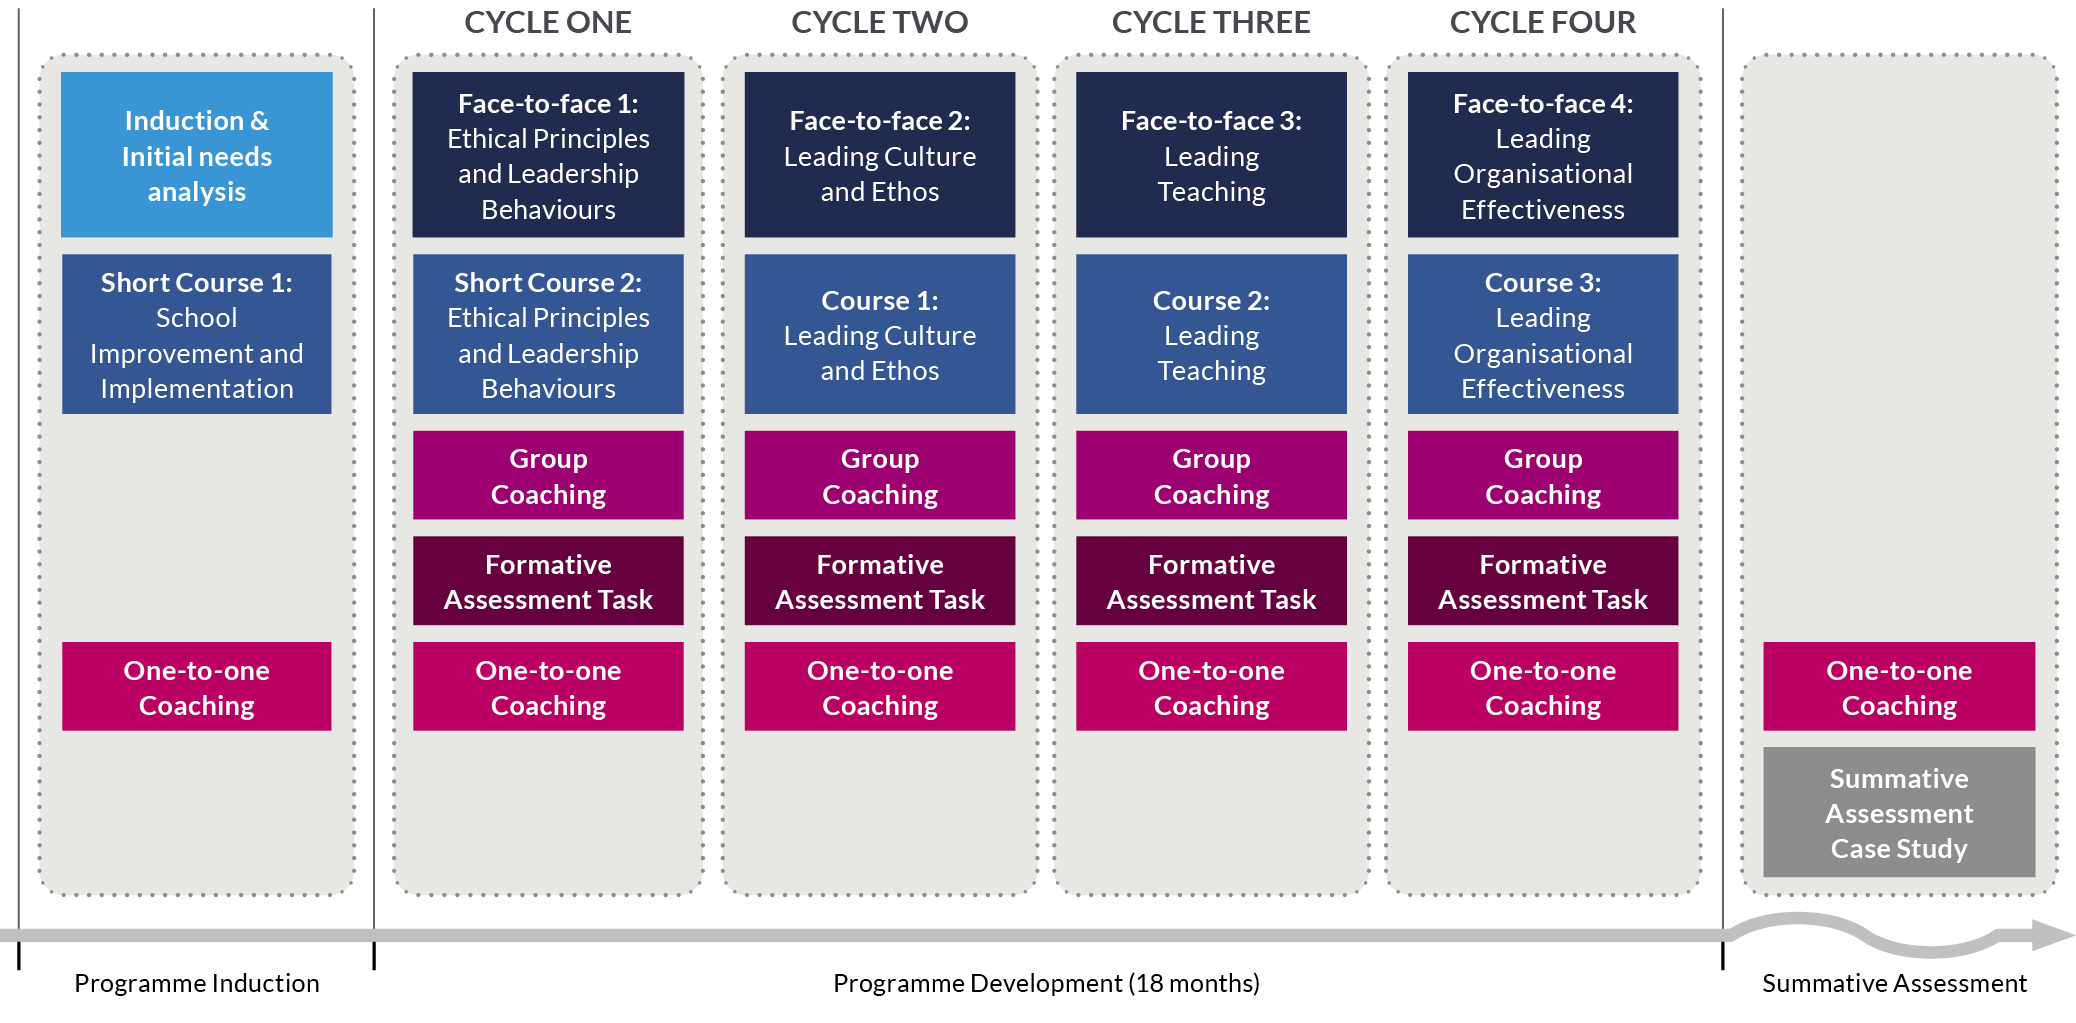 CYCLE ONE
CYCLE TWO
CYCLE THREE
CYCLE FOUR
Induction &
Initial needs
analysis
Short Course 1:
School
Improvement and
Implementation
One-to-one
Coaching
Face-to-face 1:
Ethical Principles
and Leadership
Behaviours
Short Course 2:
Ethical Principles
and Leadership
Behaviours
Group
Coaching
Formative
Assessment Task
One-to-one
Coaching
Face-to-face 2:
Leading Culture
and Ethos
Course 1:
Leading Culture
and Ethos
Group
Coaching
Formative
Assessment Task
One-to-one
Coaching
Face-to-face 3:
Leading
Teaching
Course 2:
Leading
Teaching
Group
Coaching
Formative
Assessment Task
One-to-one
Coaching
Face-to-face 4:
Leading
Organisational
Effectiveness
Course 3:
Leading
Organisational
Effectiveness
Group
Coaching
Formative
Assessment Task
One-to-one
Coaching
One-to-one
Coaching
Summative
Assessment
Case Study
Programme Induction
Programme Development (18 months)
Summative Assessment